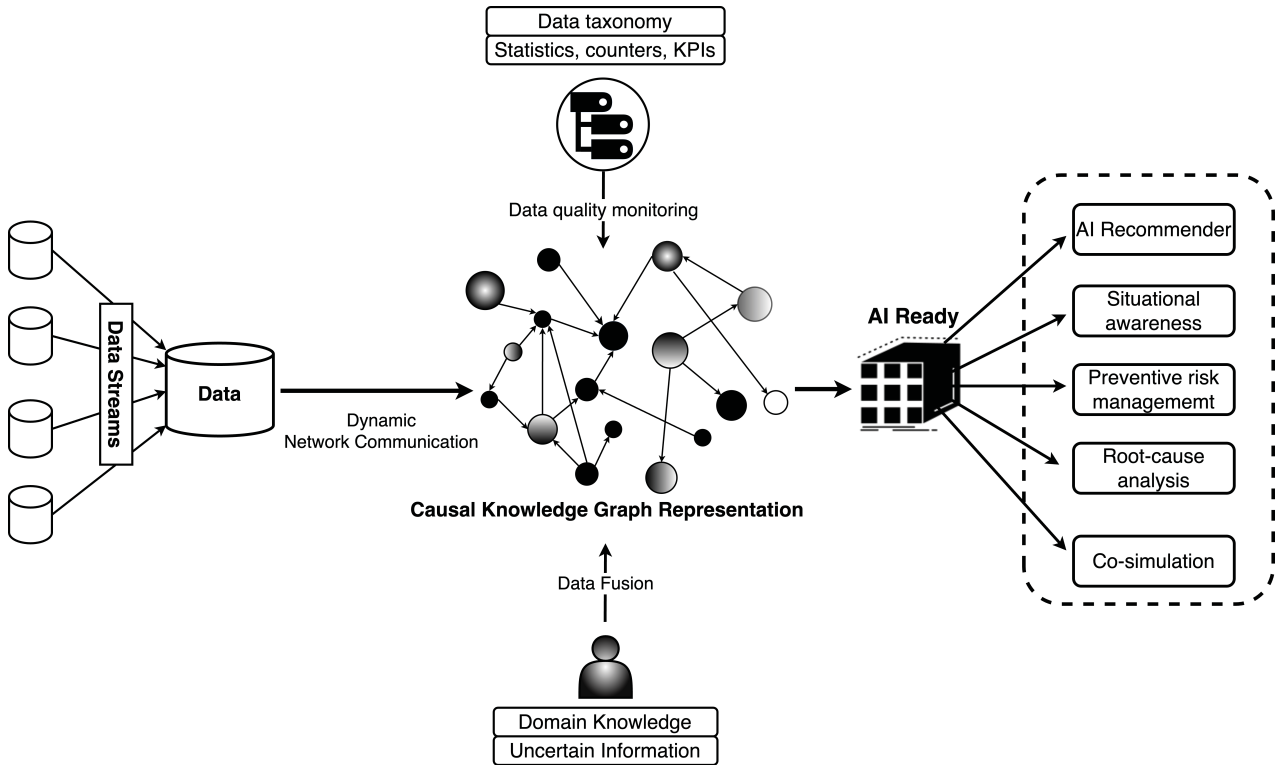 Data taxonomy
Statistics, counters, KPIs
Data quality monitoring
Data Streams
Data
Dynamic
Network Communication
Causal Knowledge Graph Representation
Data Fusion
Domain Knowledge
Uncertain Information
AI Ready
AI Recommender
Situational
awareness
Preventive risk
managememt
Root-cause
analysis
Co-simulation